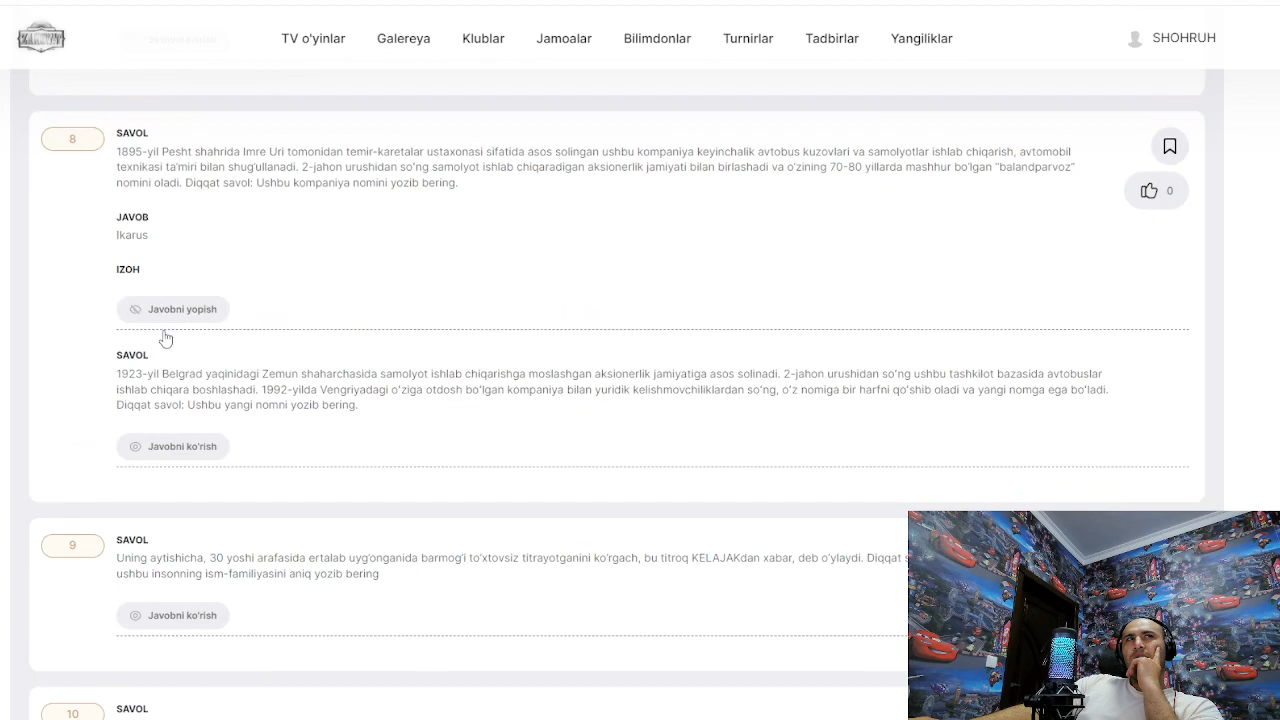 ZAKOVAT
TV o'yinlar Galereya Klublar Jamoalar Bilimdonlar Turnirlar Tadbirlar Yangiliklar SHOHRUH
8
SAVOL
1895-yil Pesht shahrida Imre Uri tomonidan temir-karetalar ustaxonasi sifatida asos solingan ushbu kompaniya keyinchalik avtobus kuzovlari va samolyotlar ishlab chiqarish, avtomobil
texnikasi ta'miri bilan shug'ullanadi. 2-jahon urushidan so'ng samolyot ishlab chiqaradigan aksionerlik jamiyati bilan birlashadi va o'zining 70-80 yillarda mashhur bo'lgan "balandparvoz"
nomini oladi. Diqqat savol: Ushbu kompaniya nomini yozib bering.
0
JAVOB
Ikarus
IZOH
Javobni yopish
SAVOL
1923-yil Belgrad yaqinidagi Zemun shaharchasida samolyot ishlab chiqarishga moslashgan aksionerlik jamiyatiga asos solinadi. 2-jahon urushidan so'ng ushbu tashkilot bazasida avtobuslar
ishlab chiqara boshlashadi. 1992-yilda Vengriyadagi o'ziga otdosh bo'lgan kompaniya bilan yuridik kelishmovchiliklardan so'ng, o'z nomiga bir harfni qo'shib oladi va yangi nomga ega bo'ladi.
Diqqat savol: Ushbu yangi nomni yozib bering.
Javobni ko'rish
9
SAVOL
Uning aytishicha, 30 yoshi arafasida ertalab uyg'onganida barmog'i to'xtovsiz titrayotganini ko'rgach, bu titroq KELAJAKdan xabar, deb o'ylaydi. Diqqat
ushbu insonning ism-familiyasini aniq yozib bering
Javobni ko'rish
10
SAVOL